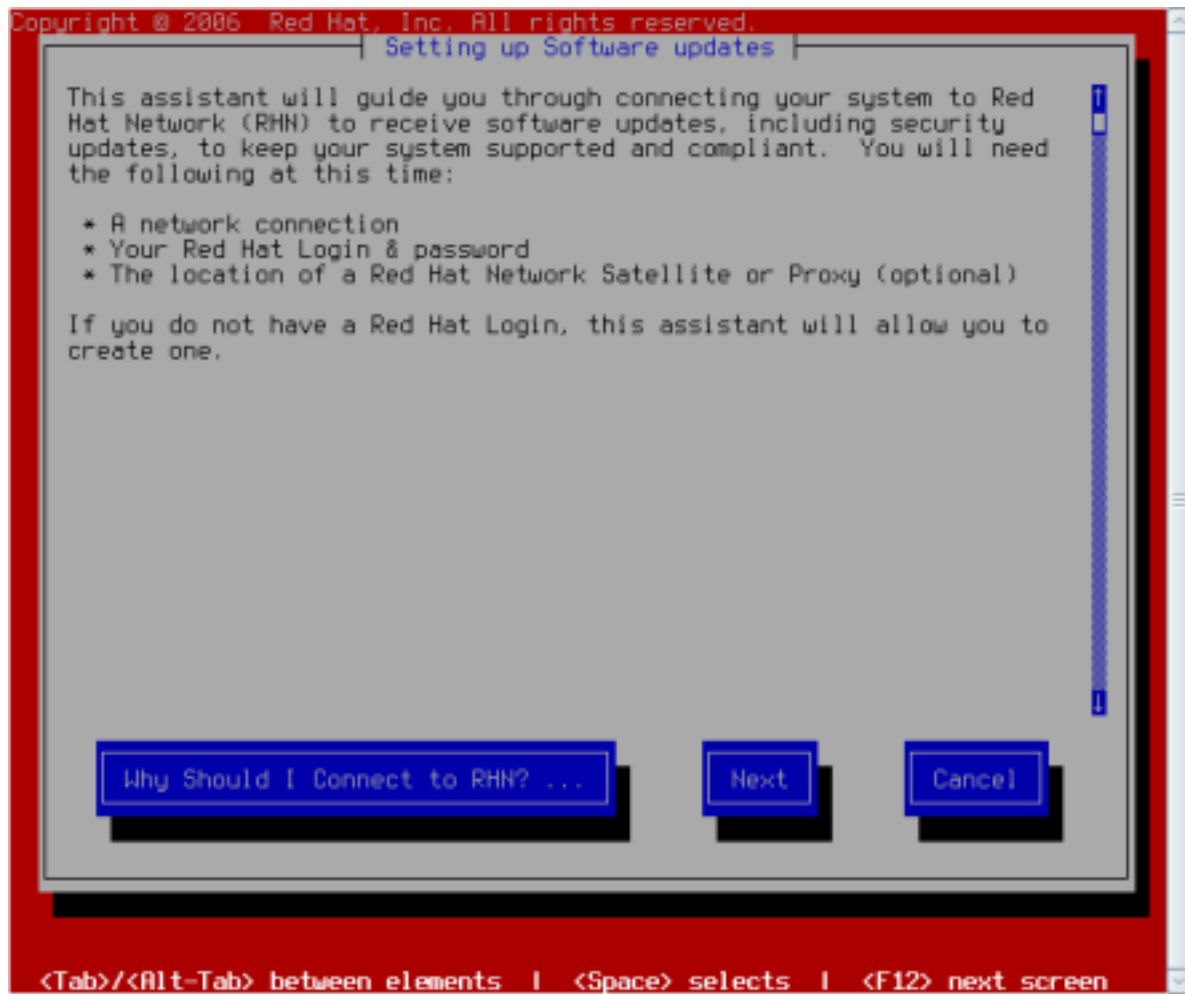 Copyright © 2006  Red Hat, Inc. All rights reserved.
Setting up Software updates
This assistant will guide you through connecting your system to Red
Hat Network (RHN) to receive software updates, including security
updates, to keep your system supported and compliant.  You will need
the following at this time:
* A network connection
* Your Red Hat Login & password
* The location of a Red Hat Network Satellite or Proxy (optional)
If you do not have a Red Hat Login, this assistant will allow you to
create one.
Why Should I Connect to RHN? ...
Next
Cancel
<Tab>/<Alt-Tab> between elements  |  <Space> selects  |  <F12> next screen